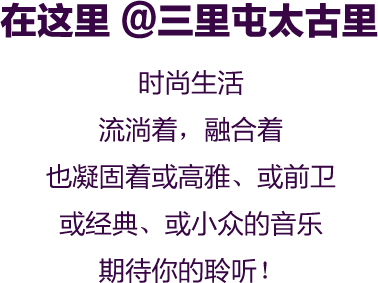 在这里 @三里屯太古里
时尚生活
流淌着，融合着
也凝固着或高雅、或前卫
或经典、或小众的音乐
期待你的聆听！